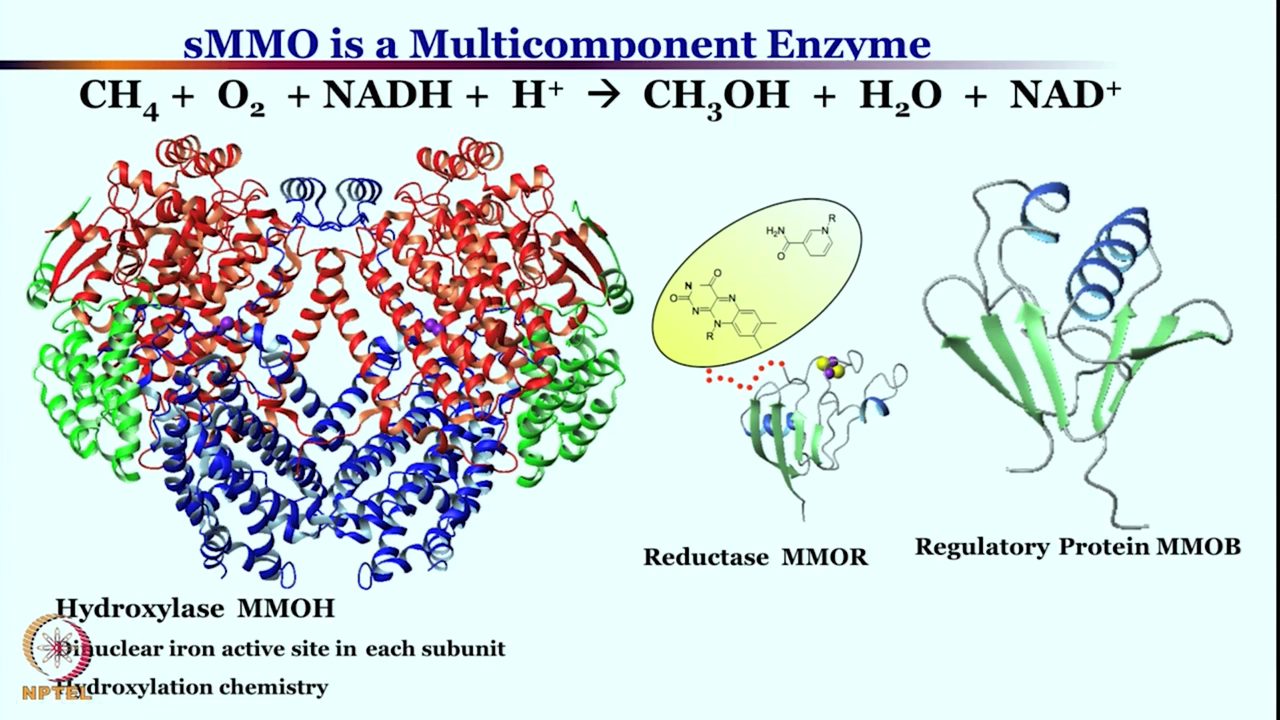 sMMO is a Multicomponent Enzyme
CH₄ + O₂ + NADH + H⁺ → CH₃OH + H₂O + NAD⁺
H₂N
O
N
R
O
N
O
N
N
N
R
Reductase MMOR
Regulatory Protein MMOB
Hydroxylase MMOH
Dinuclear iron active site in each subunit
Hydroxylation chemistry
NPTEL